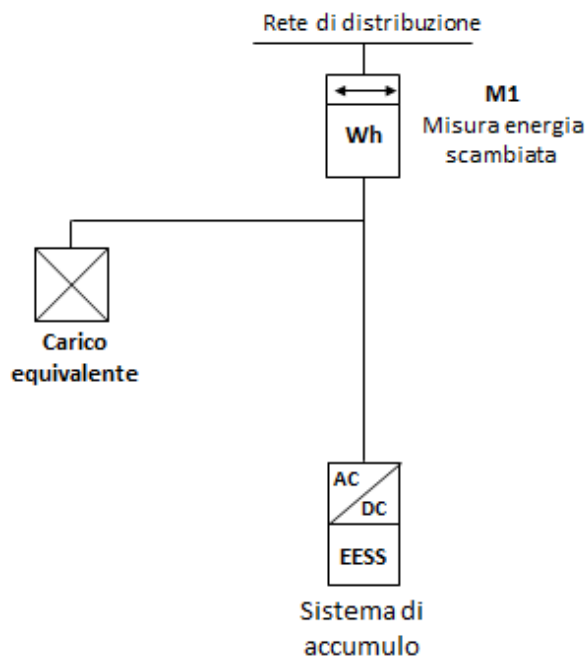 Rete di distribuzione
M1
Misura energia
scambiata
Wh
Carico
equivalente
AC
DC
EESS
Sistema di
accumulo